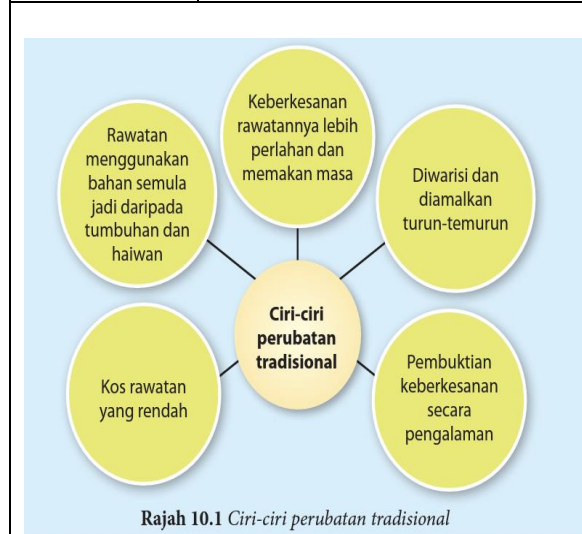 Keberkesanan
rawatannya lebih
perlahan dan
memakan masa
Rawatan
menggunakan
bahan semula
jadi daripada
tumbuhan dan
haiwan
Diwarisi dan
diamalkan
turun-temurun
Ciri-ciri
perubatan
tradisional
Kos rawatan
yang rendah
Pembuktian
keberkesanan
secara
pengalaman
Rajah 10.1 Ciri-ciri perubatan tradisional